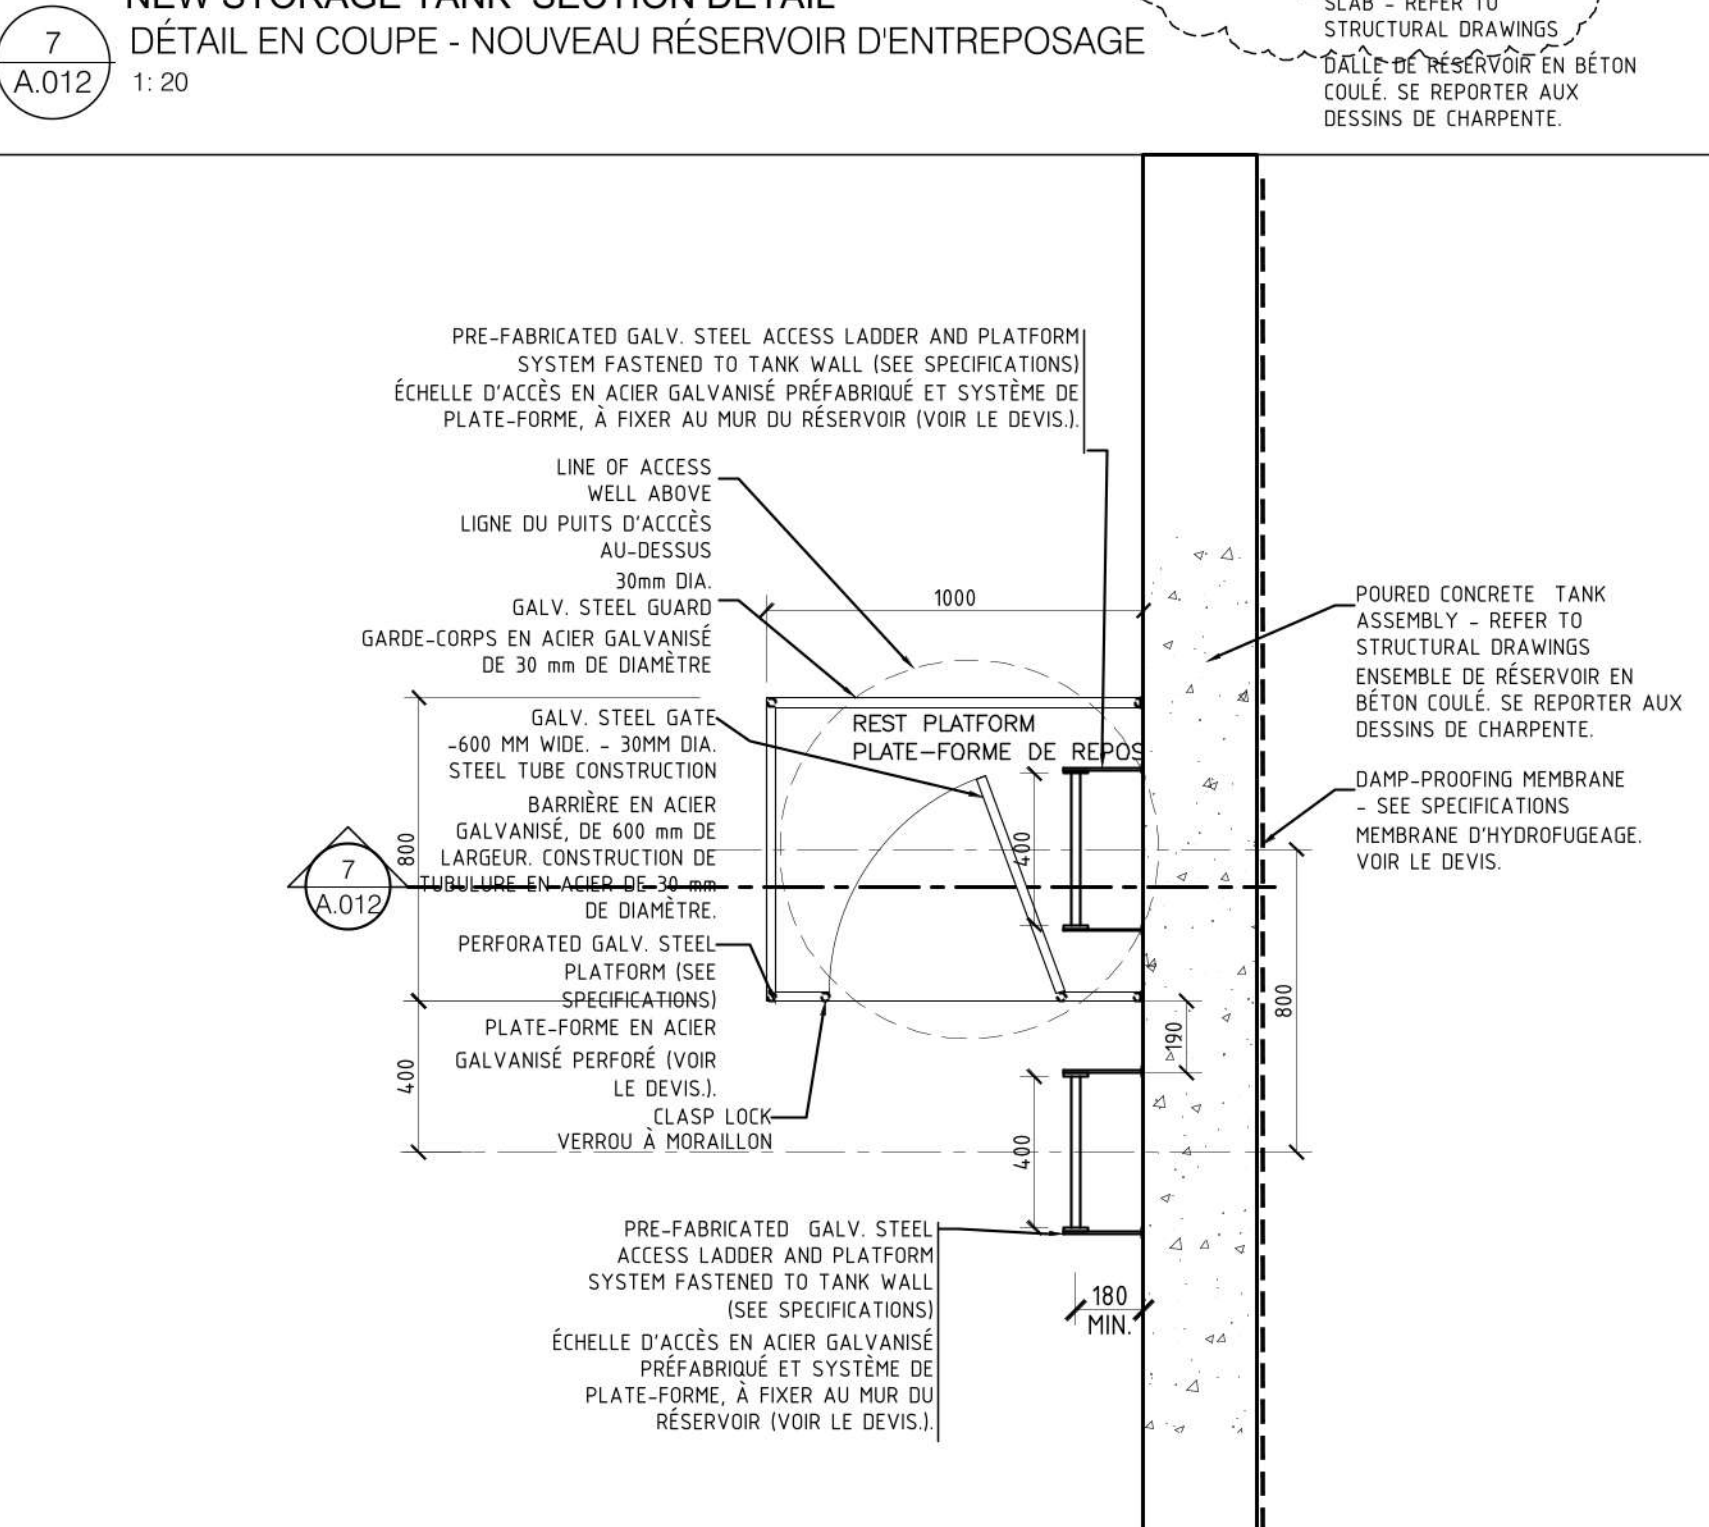 NEW STORAGE TANK SECTION DETAIL
7
A.012
DÉTAIL EN COUPE - NOUVEAU RÉSERVOIR D'ENTREPOSAGE
1: 20
SLAB - REFER TO
STRUCTURAL DRAWINGS
DALLE DE RÉSERVOIR EN BÉTON
COULÉ. SE REPORTER AUX
DESSINS DE CHARPENTE.
PRE-FABRICATED GALV. STEEL ACCESS LADDER AND PLATFORM
SYSTEM FASTENED TO TANK WALL (SEE SPECIFICATIONS)
ÉCHELLE D'ACCÈS EN ACIER GALVANISÉ PRÉFABRIQUÉ ET SYSTÈME DE
PLATE-FORME, À FIXER AU MUR DU RÉSERVOIR (VOIR LE DEVIS.).
LINE OF ACCESS
WELL ABOVE
LIGNE DU PUITS D'ACCCÈS
AU-DESSUS
30mm DIA.
GALV. STEEL GUARD
GARDE-CORPS EN ACIER GALVANISÉ
DE 30 mm DE DIAMÈTRE
GALV. STEEL GATE
-600 MM WIDE. - 30MM DIA.
STEEL TUBE CONSTRUCTION
BARRIÈRE EN ACIER
GALVANISÉ, DE 600 mm DE
LARGEUR. CONSTRUCTION DE
TUBULURE EN ACIER DE 30 mm
DE DIAMÈTRE.
PERFORATED GALV. STEEL
PLATFORM (SEE
SPECIFICATIONS)
PLATE-FORME EN ACIER
GALVANISÉ PERFORÉ (VOIR
LE DEVIS.).
CLASP LOCK
VERROU À MORAILLON
7
A.012
800
400
1000
REST PLATFORM
PLATE-FORME DE REPOS
400
400
190
800
180
MIN.
POURED CONCRETE TANK
ASSEMBLY - REFER TO
STRUCTURAL DRAWINGS
ENSEMBLE DE RÉSERVOIR EN
BÉTON COULÉ. SE REPORTER AUX
DESSINS DE CHARPENTE.
DAMP-PROOFING MEMBRANE
- SEE SPECIFICATIONS
MEMBRANE D'HYDROFUGEAGE.
VOIR LE DEVIS.
PRE-FABRICATED GALV. STEEL
ACCESS LADDER AND PLATFORM
SYSTEM FASTENED TO TANK WALL
(SEE SPECIFICATIONS)
ÉCHELLE D'ACCÈS EN ACIER GALVANISÉ
PRÉFABRIQUÉ ET SYSTÈME DE
PLATE-FORME, À FIXER AU MUR DU
RÉSERVOIR (VOIR LE DEVIS.).